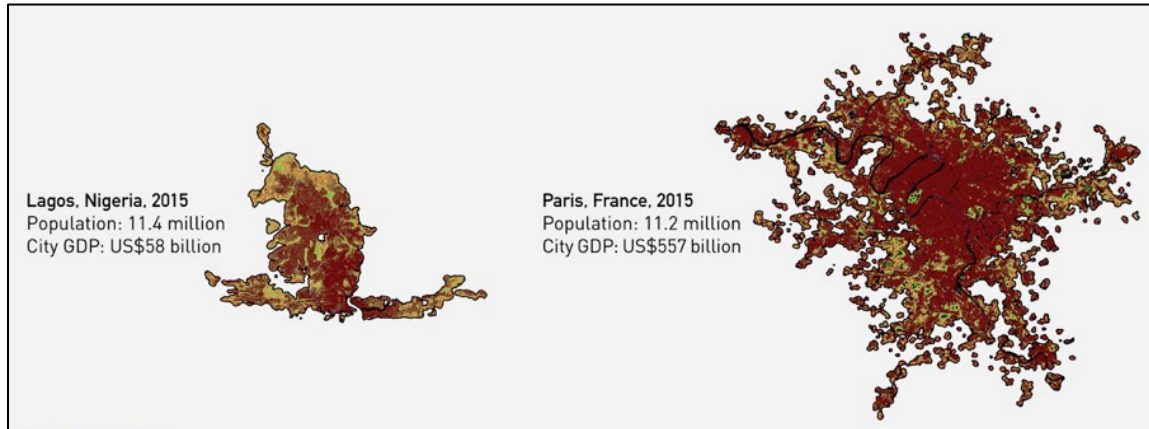 Lagos, Nigeria, 2015
Population: 11.4 million
City GDP: US$58 billion
Paris, France, 2015
Population: 11.2 million
City GDP: US$557 billion